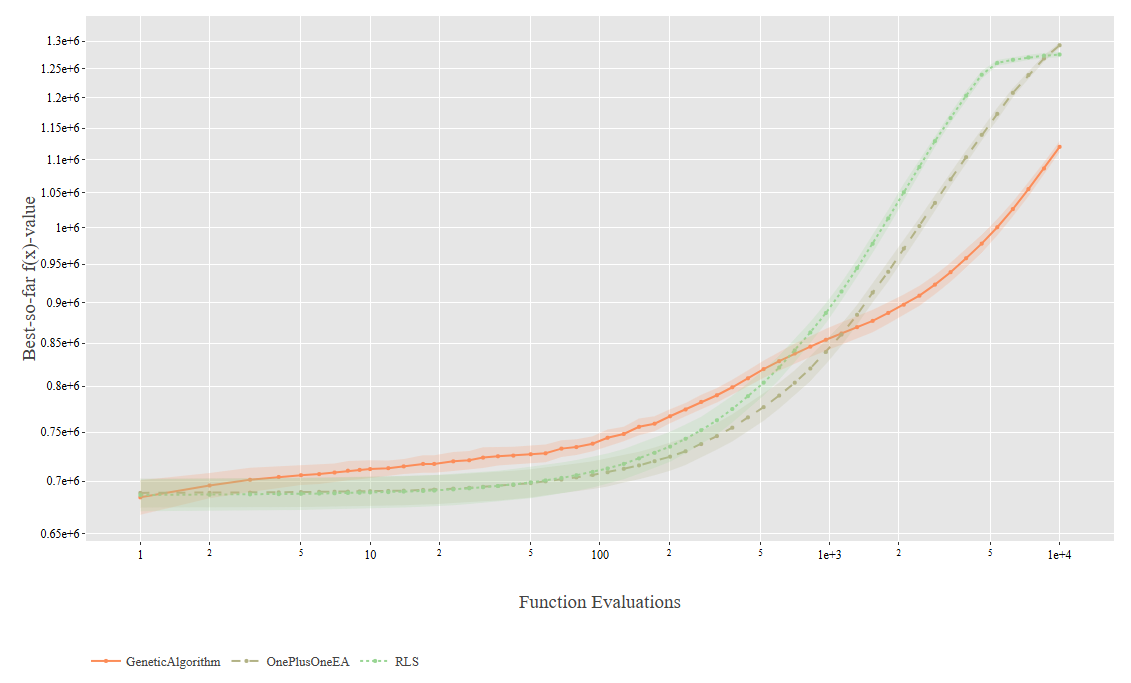 Best-so-far f(x)-value
1.3e+6
1.25e+6
1.2e+6
1.15e+6
1.1e+6
1.05e+6
1e+6
0.95e+6
0.9e+6
0.85e+6
0.8e+6
0.75e+6
0.7e+6
0.65e+6
1 2 5 10 2 5 100 2 5 1e+3 2 5 1e+4
Function Evaluations
GeneticAlgorithm OnePlusOneEA RLS